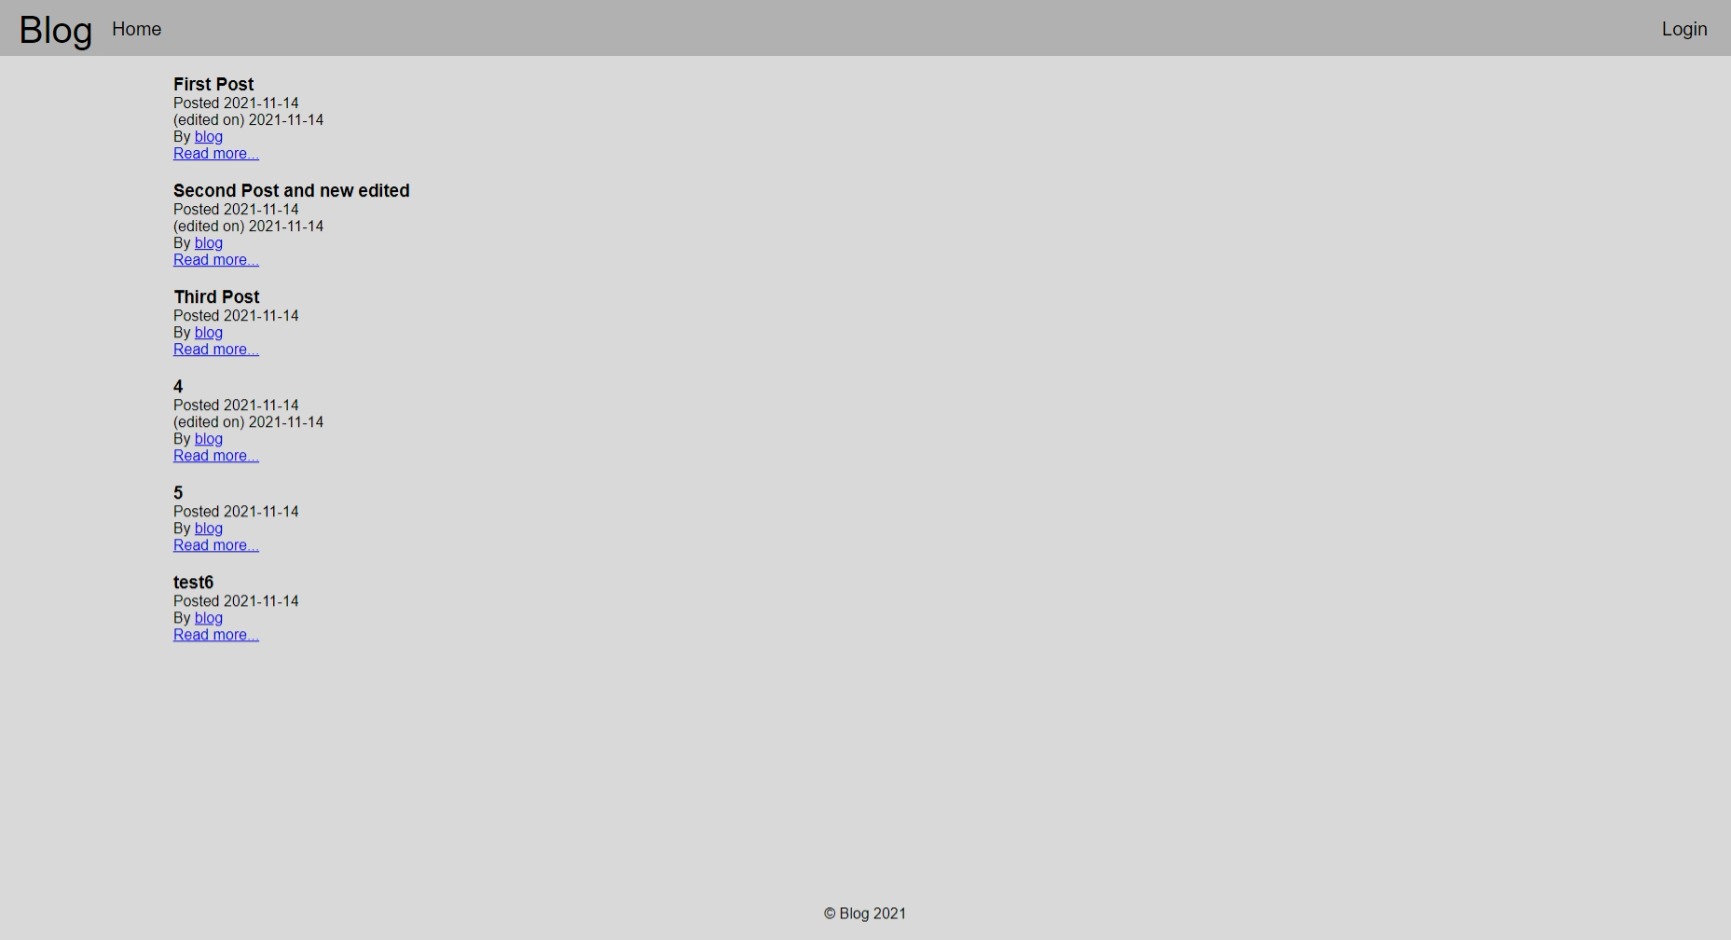 Blog Home Login
First Post
Posted 2021-11-14
(edited on) 2021-11-14
By blog
Read more...
Second Post and new edited
Posted 2021-11-14
(edited on) 2021-11-14
By blog
Read more...
Third Post
Posted 2021-11-14
By blog
Read more...
4
Posted 2021-11-14
(edited on) 2021-11-14
By blog
Read more...
5
Posted 2021-11-14
By blog
Read more...
test6
Posted 2021-11-14
By blog
Read more...
© Blog 2021